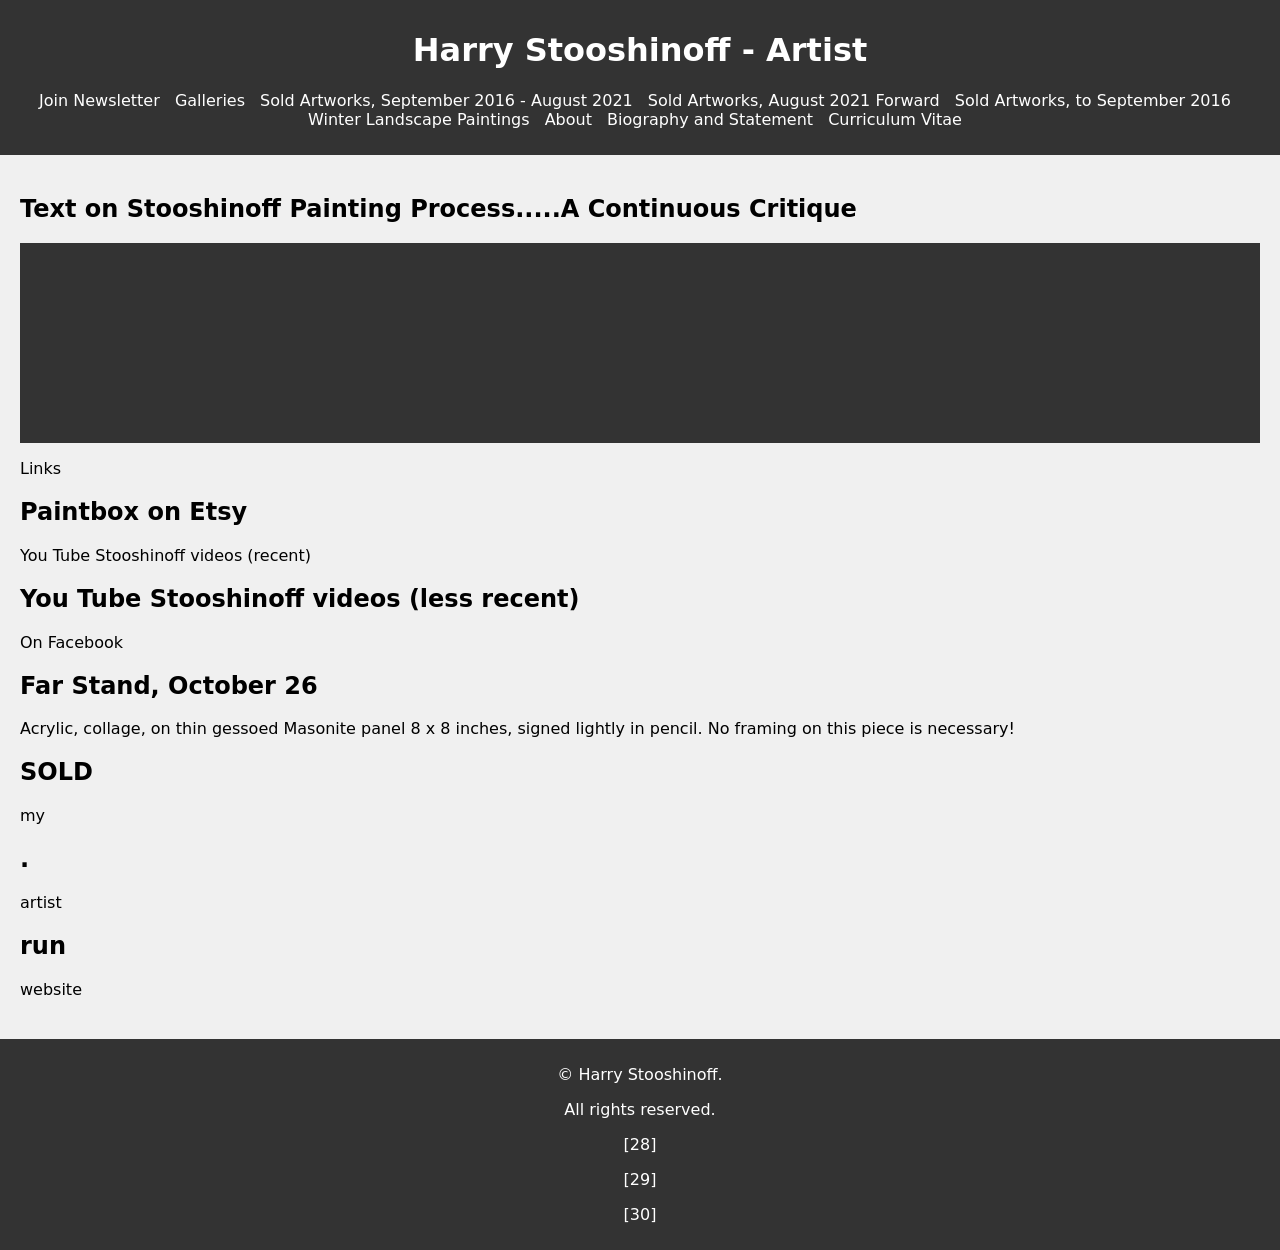 Harry Stooshinoff - Artist
Join Newsletter Galleries Sold Artworks, September 2016 - August 2021 Sold Artworks, August 2021 Forward Sold Artworks, to September 2016
Winter Landscape Paintings About Biography and Statement Curriculum Vitae
Text on Stooshinoff Painting Process.....A Continuous Critique
Links
Paintbox on Etsy
You Tube Stooshinoff videos (recent)
You Tube Stooshinoff videos (less recent)
On Facebook
Far Stand, October 26
Acrylic, collage, on thin gessoed Masonite panel 8 x 8 inches, signed lightly in pencil. No framing on this piece is necessary!
SOLD
my
.
artist
run
website
© Harry Stooshinoff.
All rights reserved.
[28]
[29]
[30]